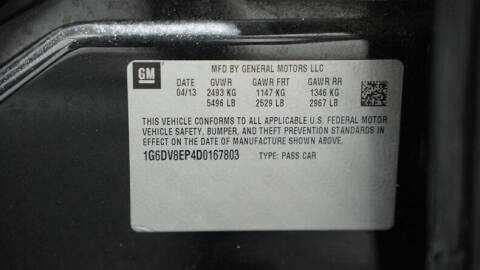 GM MFD BY GENERAL MOTORS LLC
DATE GVWR GAWR FRT GAWR RR
04/13 2493 KG 1147 KG 1346 KG
5496 LB 2529 LB 2967 LB
THIS VEHICLE CONFORMS TO ALL APPLICABLE U.S. FEDERAL MOTOR
VEHICLE SAFETY, BUMPER, AND THEFT PREVENTION STANDARDS IN
EFFECT ON THE DATE OF MANUFACTURE SHOWN ABOVE.
1G6DV8EP4D0167803 TYPE: PASS CAR